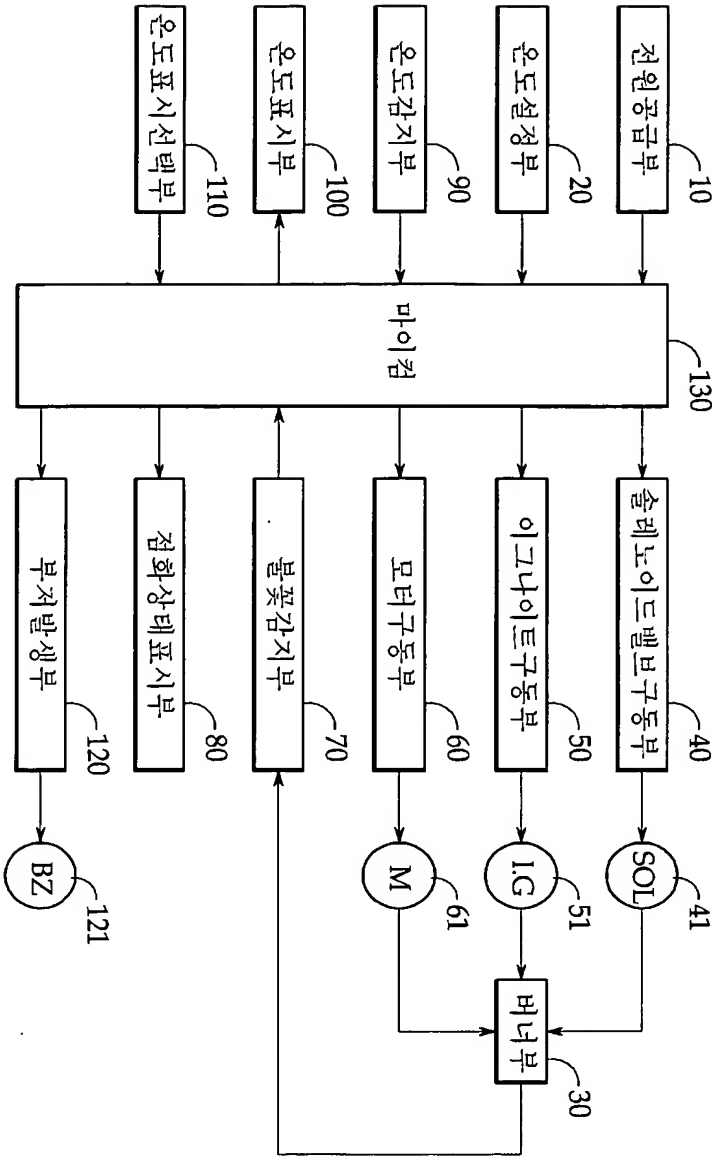 전원공급부
10
온도설정부
20
온도감지부
90
온도표시부
100
온도표시선택부
110
마이컴
130
솔레노이드밸브구동부
40
SOL
41
이그나이트구동부
50
I.G
51
모터구동부
60
M
61
버너부
30
불꽃감지부
70
점화상태표시부
80
부저발생부
120
BZ
121